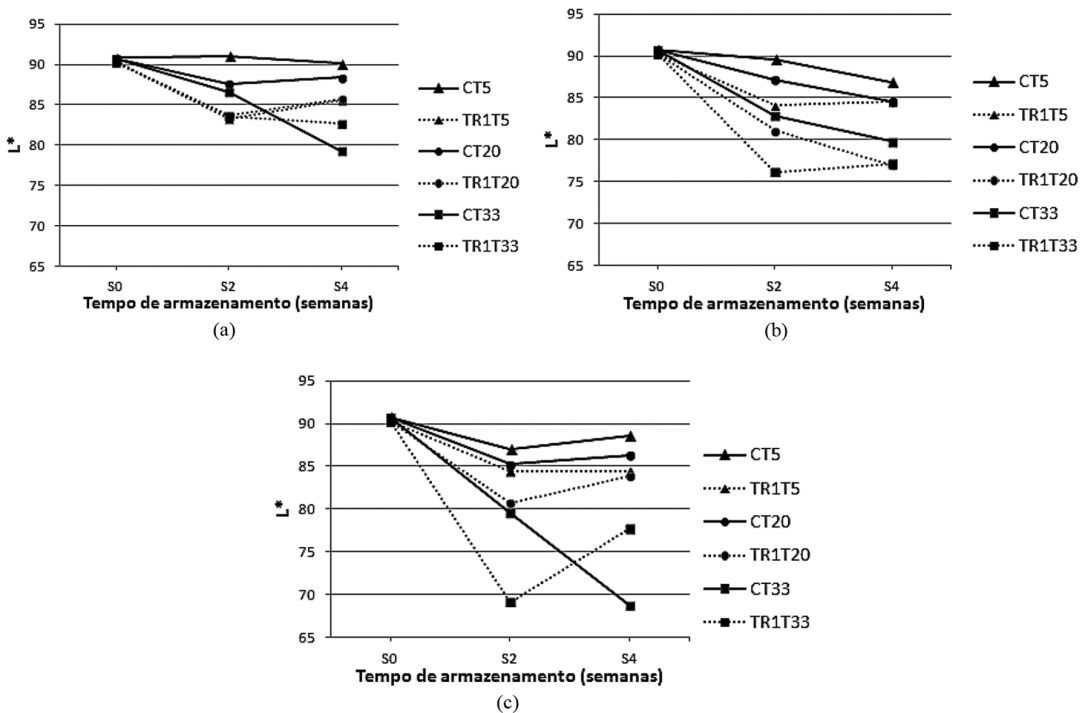 95
90
85
80
75
70
65
L*
S0 S2 S4
Tempo de armazenamento (semanas)
CT5
TR1T5
CT20
TR1T20
CT33
TR1T33
(a)
95
90
85
80
75
70
65
L*
S0 S2 S4
Tempo de armazenamento (semanas)
CT5
TR1T5
CT20
TR1T20
CT33
TR1T33
(b)
95
90
85
80
75
70
65
L*
S0 S2 S4
Tempo de armazenamento (semanas)
CT5
TR1T5
CT20
TR1T20
CT33
TR1T33
(c)